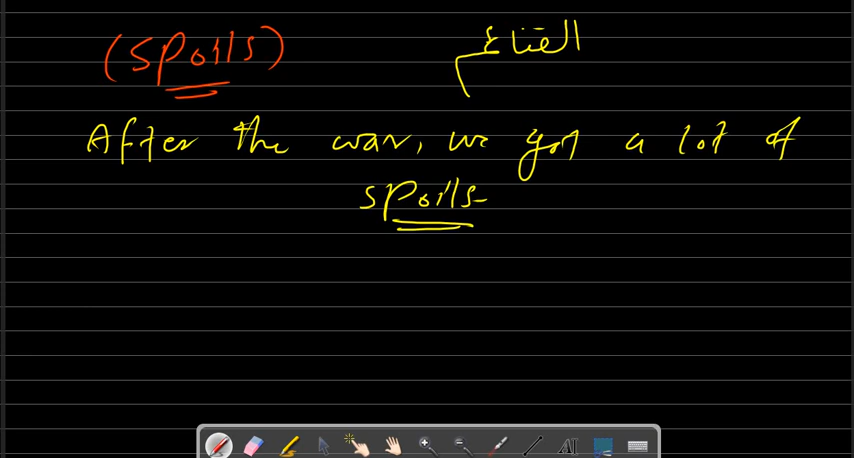 (spoils) الغنائم
After the war, we got a lot of
spoils